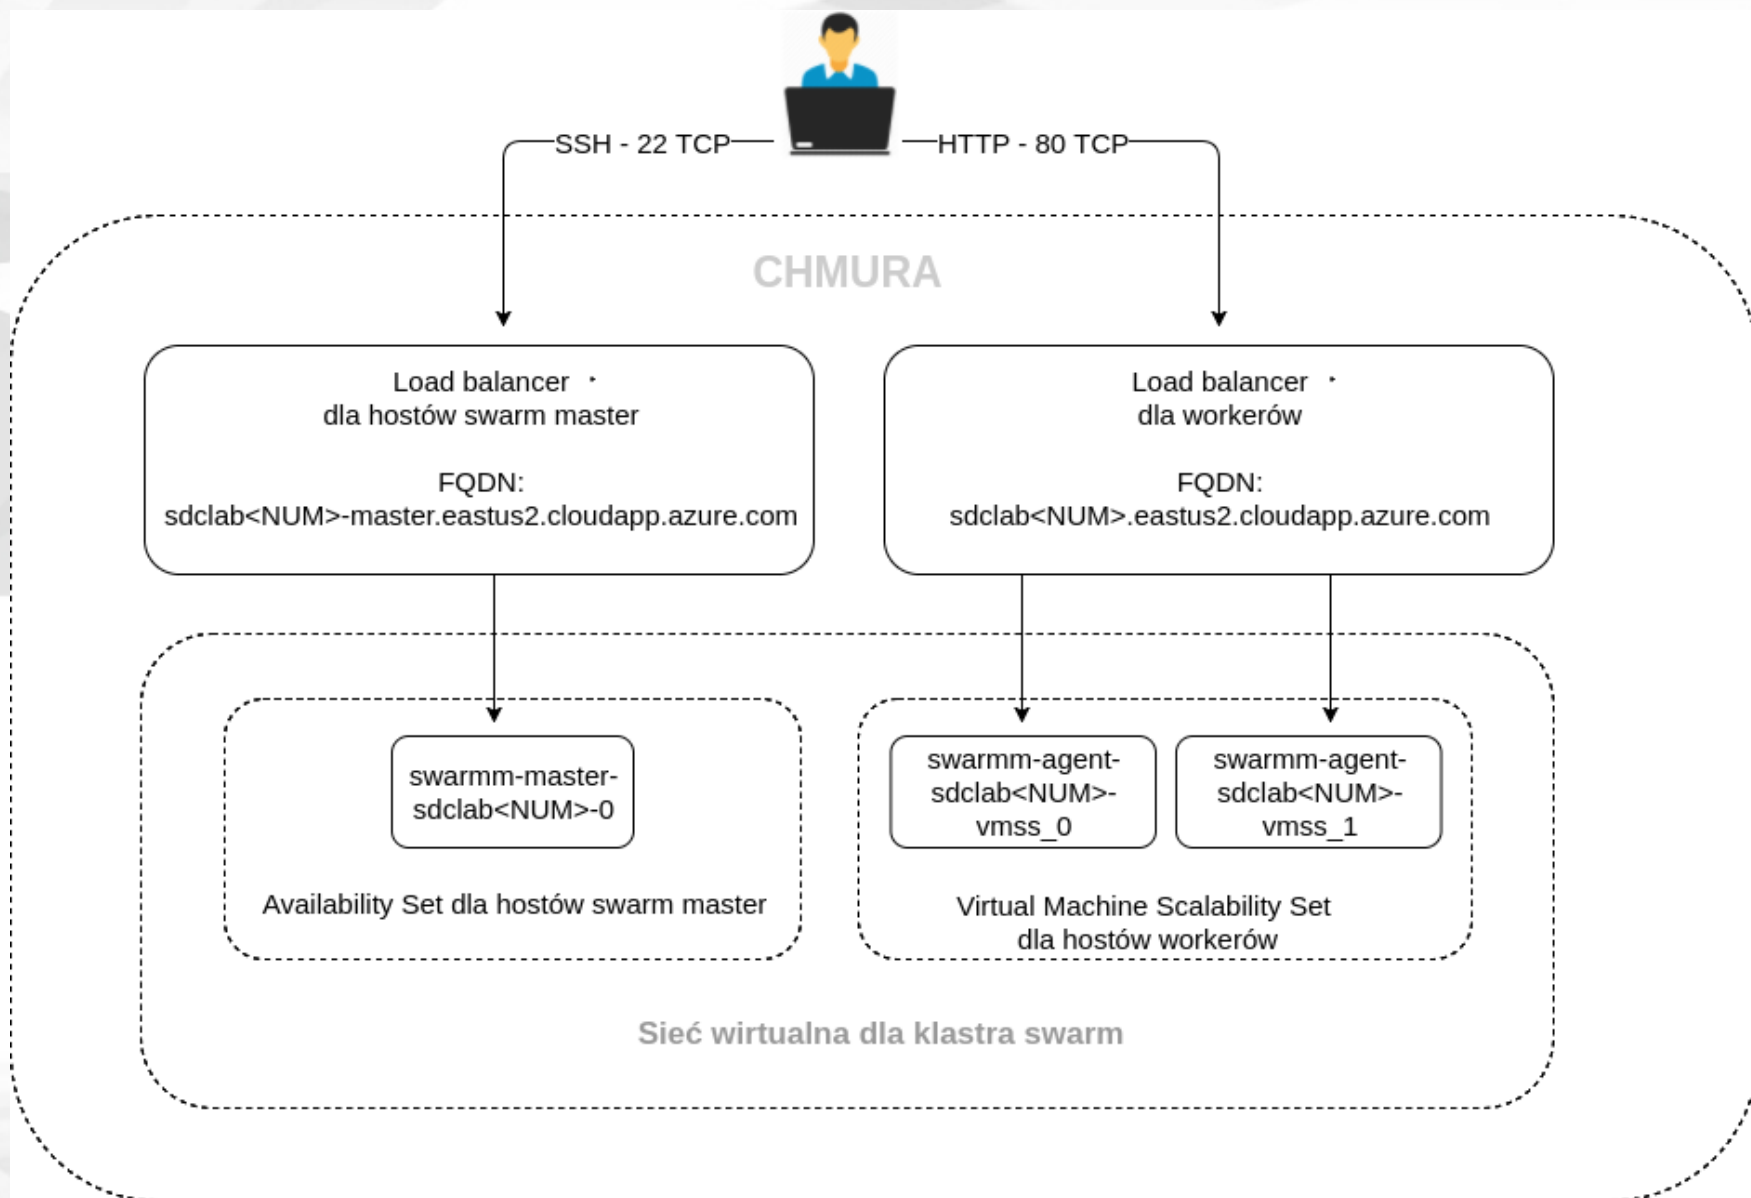 SSH - 22 TCP
HTTP - 80 TCP
CHMURA
Load balancer
dla hostów swarm master
FQDN:
sdclab<NUM>-master.eastus2.cloudapp.azure.com
Load balancer
dla workerów
FQDN:
sdclab<NUM>.eastus2.cloudapp.azure.com
swarmm-master-
sdclab<NUM>-0
Availability Set dla hostów swarm master
swarmm-agent-
sdclab<NUM>-
vmss_0
swarmm-agent-
sdclab<NUM>-
vmss_1
Virtual Machine Scalability Set
dla hostów workerów
Sieć wirtualna dla klastra swarm